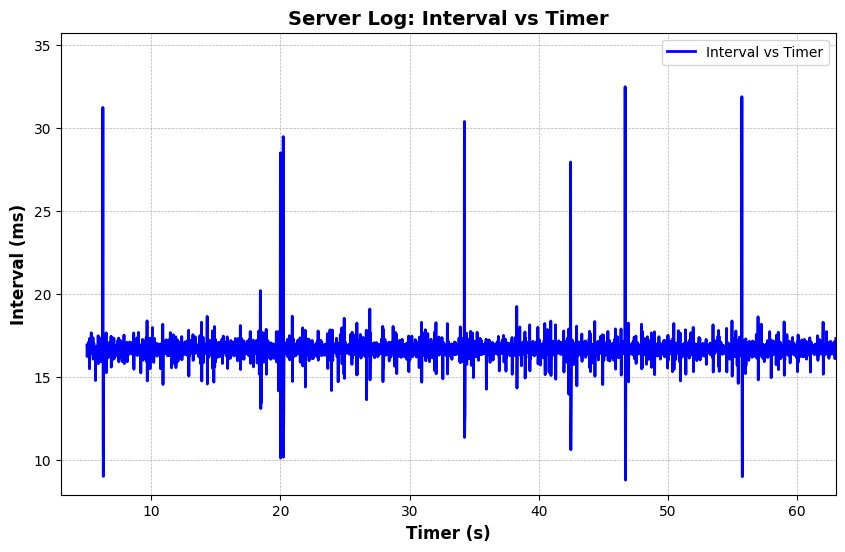 Server Log: Interval vs Timer
Interval vs Timer
35
30
25
20
15
10
Interval (ms)
10 20 30 40 50 60
Timer (s)